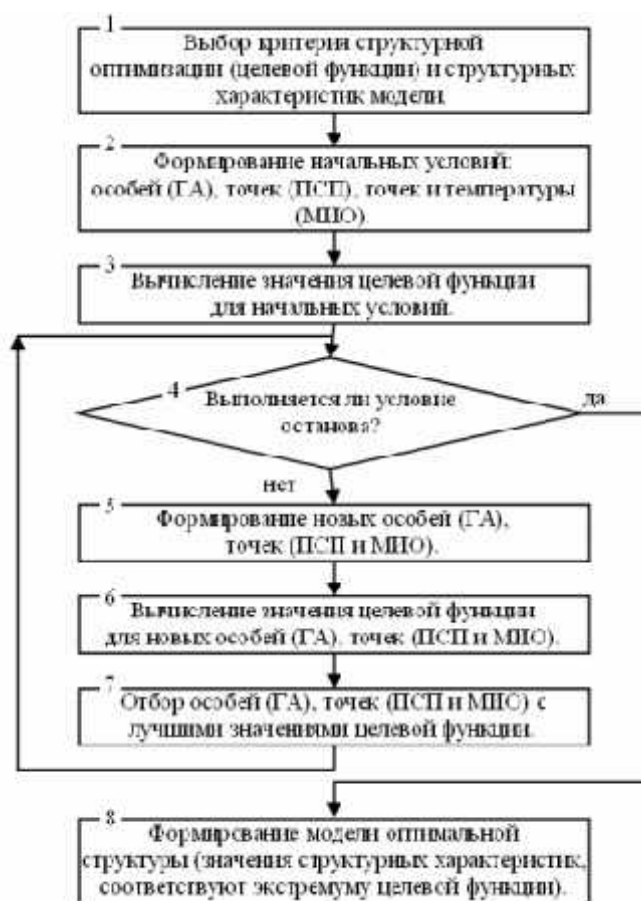 1
Выбор критерия структурной
оптимизации (целевой функции) и структурных
характеристик модели.
2
Формирование начальных условий:
особей (ГА), точек (ПСП), точек и температуры
(МИО)
3
Вычисление значения целевой функции
для начальных условий.
4
Выполняется ли условие
останова?
да
нет
5
Формирование новых особей (ГА),
точек (ПСП и МИО).
6
Вычисление значения целевой функции
для новых особей (ГА), точек (ПСП и МИО).
7
Отбор особей (ГА), точек (ПСП и МИО) с
лучшими значениями целевой функции.
8
Формирование модели оптимальной
структуры (значения структурных характеристик,
соответствуют экстремуму целевой функции).